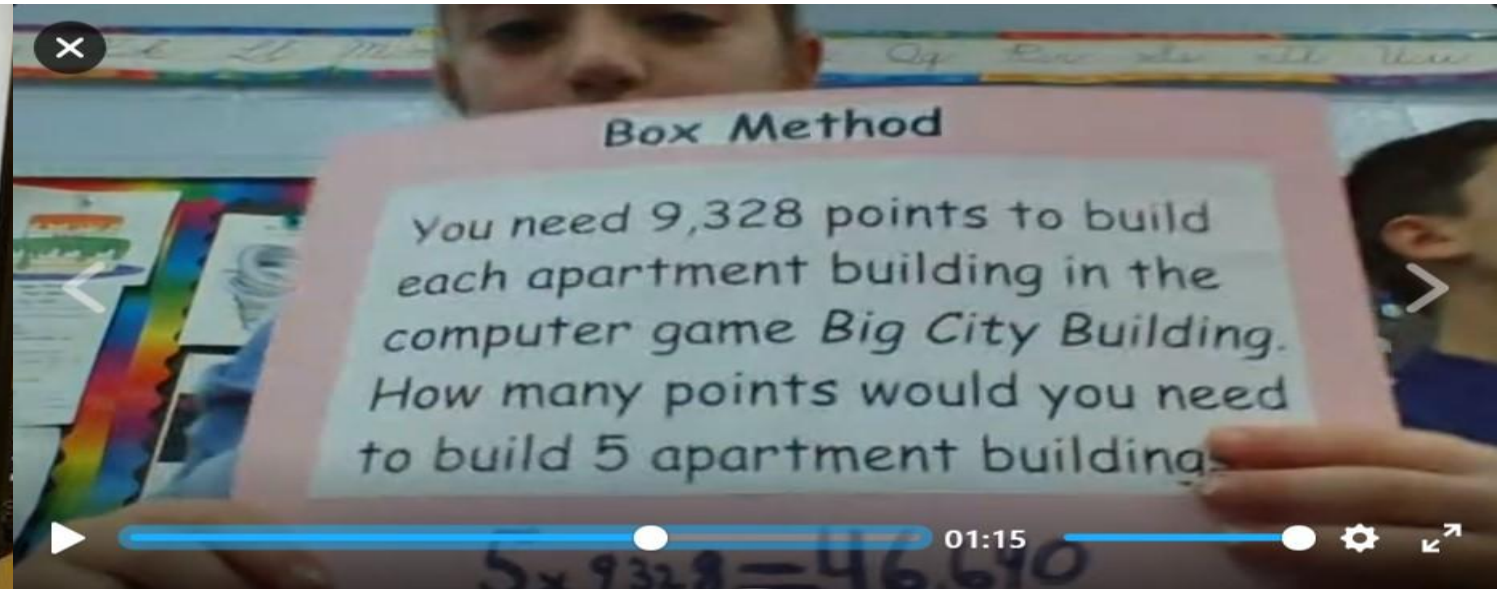 Qq
Box Method
You need 9,328 points to build
each apartment building in the
computer game Big City Building.
How many points would you need
to build 5 apartment buildings
01:15
5 x 9328 = 46,640